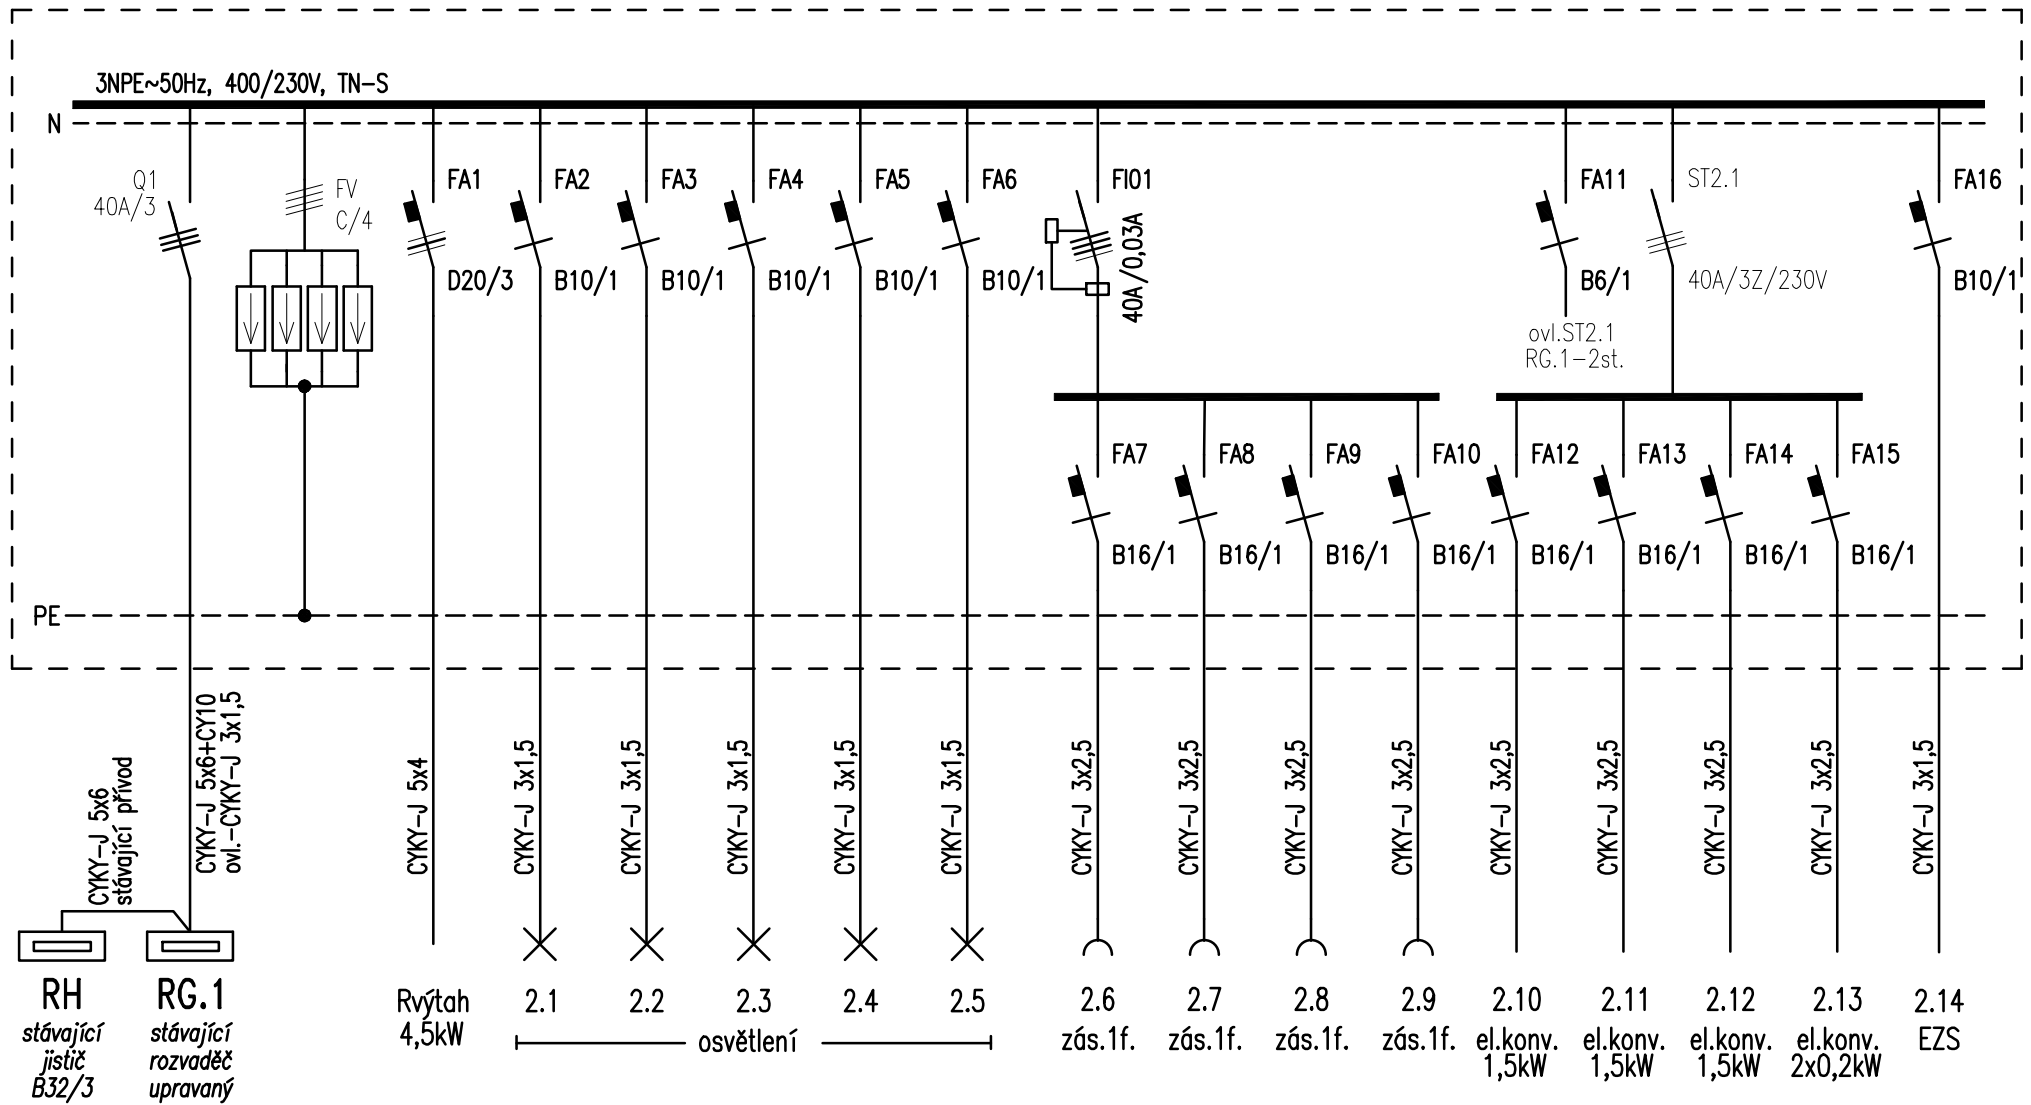 3NPE~50Hz, 400/230V, TN-S
N
Q1
40A/3
FV
C/4
FA1
D20/3
FA2
B10/1
FA3
B10/1
FA4
B10/1
FA5
B10/1
FA6
B10/1
FI01
40A/0,03A
FA11
B6/1
ovl.ST2.1
RG.1-2st.
ST2.1
40A/3Z/230V
FA16
B10/1
FA7
B16/1
FA8
B16/1
FA9
B16/1
FA10
B16/1
FA12
B16/1
FA13
B16/1
FA14
B16/1
FA15
B16/1
PE
CYKY-J 5x6
stávající přívod
CYKY-J 5x6+CY10
ovl.-CYKY-J 3x1,5
CYKY-J 5x4
CYKY-J 3x1,5
CYKY-J 3x1,5
CYKY-J 3x1,5
CYKY-J 3x1,5
CYKY-J 3x1,5
CYKY-J 3x2,5
CYKY-J 3x2,5
CYKY-J 3x2,5
CYKY-J 3x2,5
CYKY-J 3x2,5
CYKY-J 3x2,5
CYKY-J 3x2,5
CYKY-J 3x2,5
CYKY-J 3x1,5
RH
stávající
jistič
B32/3
RG.1
stávající
rozvaděč
upravaný
Rvýtah
4,5kW
2.1
2.2
2.3
2.4
2.5
osvětlení
2.6
zás.1f.
2.7
zás.1f.
2.8
zás.1f.
2.9
zás.1f.
2.10
el.konv.
1,5kW
2.11
el.konv.
1,5kW
2.12
el.konv.
1,5kW
2.13
el.konv.
2x0,2kW
2.14
EZS